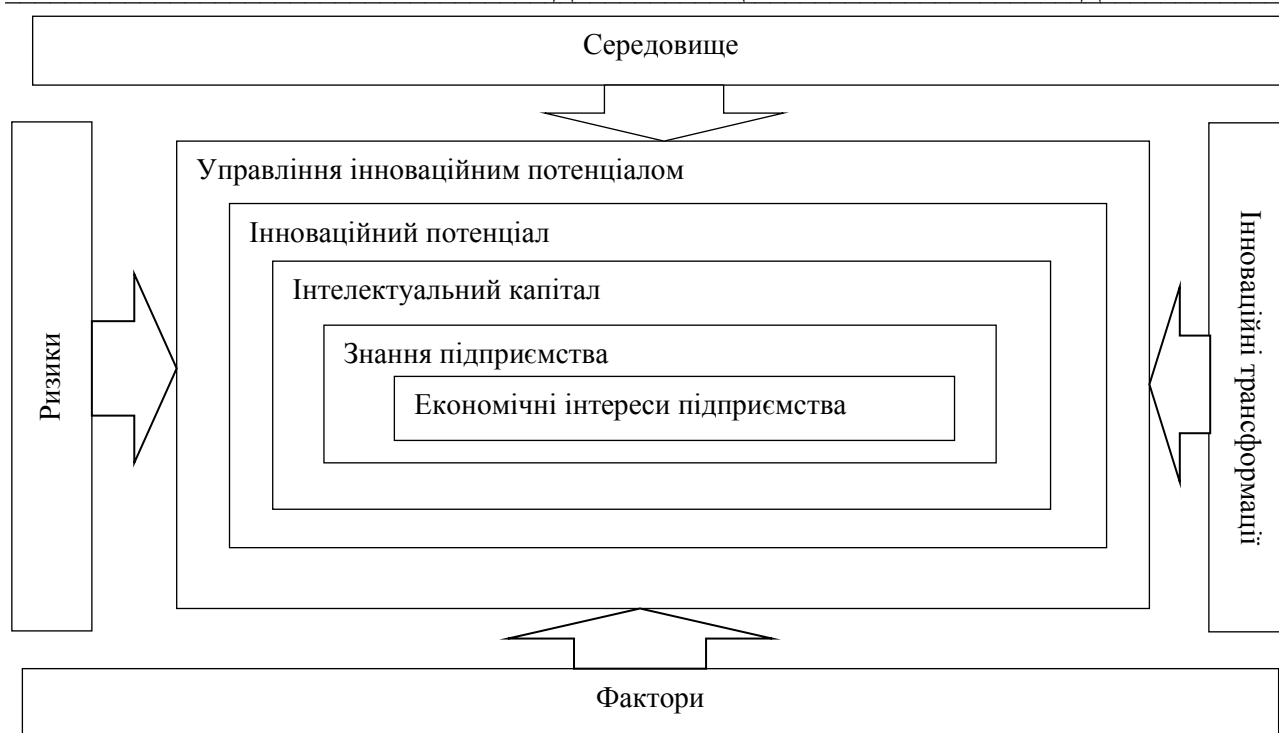 Середовище
Управління інноваційним потенціалом
Інноваційний потенціал
Інтелектуальний капітал
Знання підприємства
Економічні інтереси підприємства
Ризики
Інноваційні трансформації
Фактори